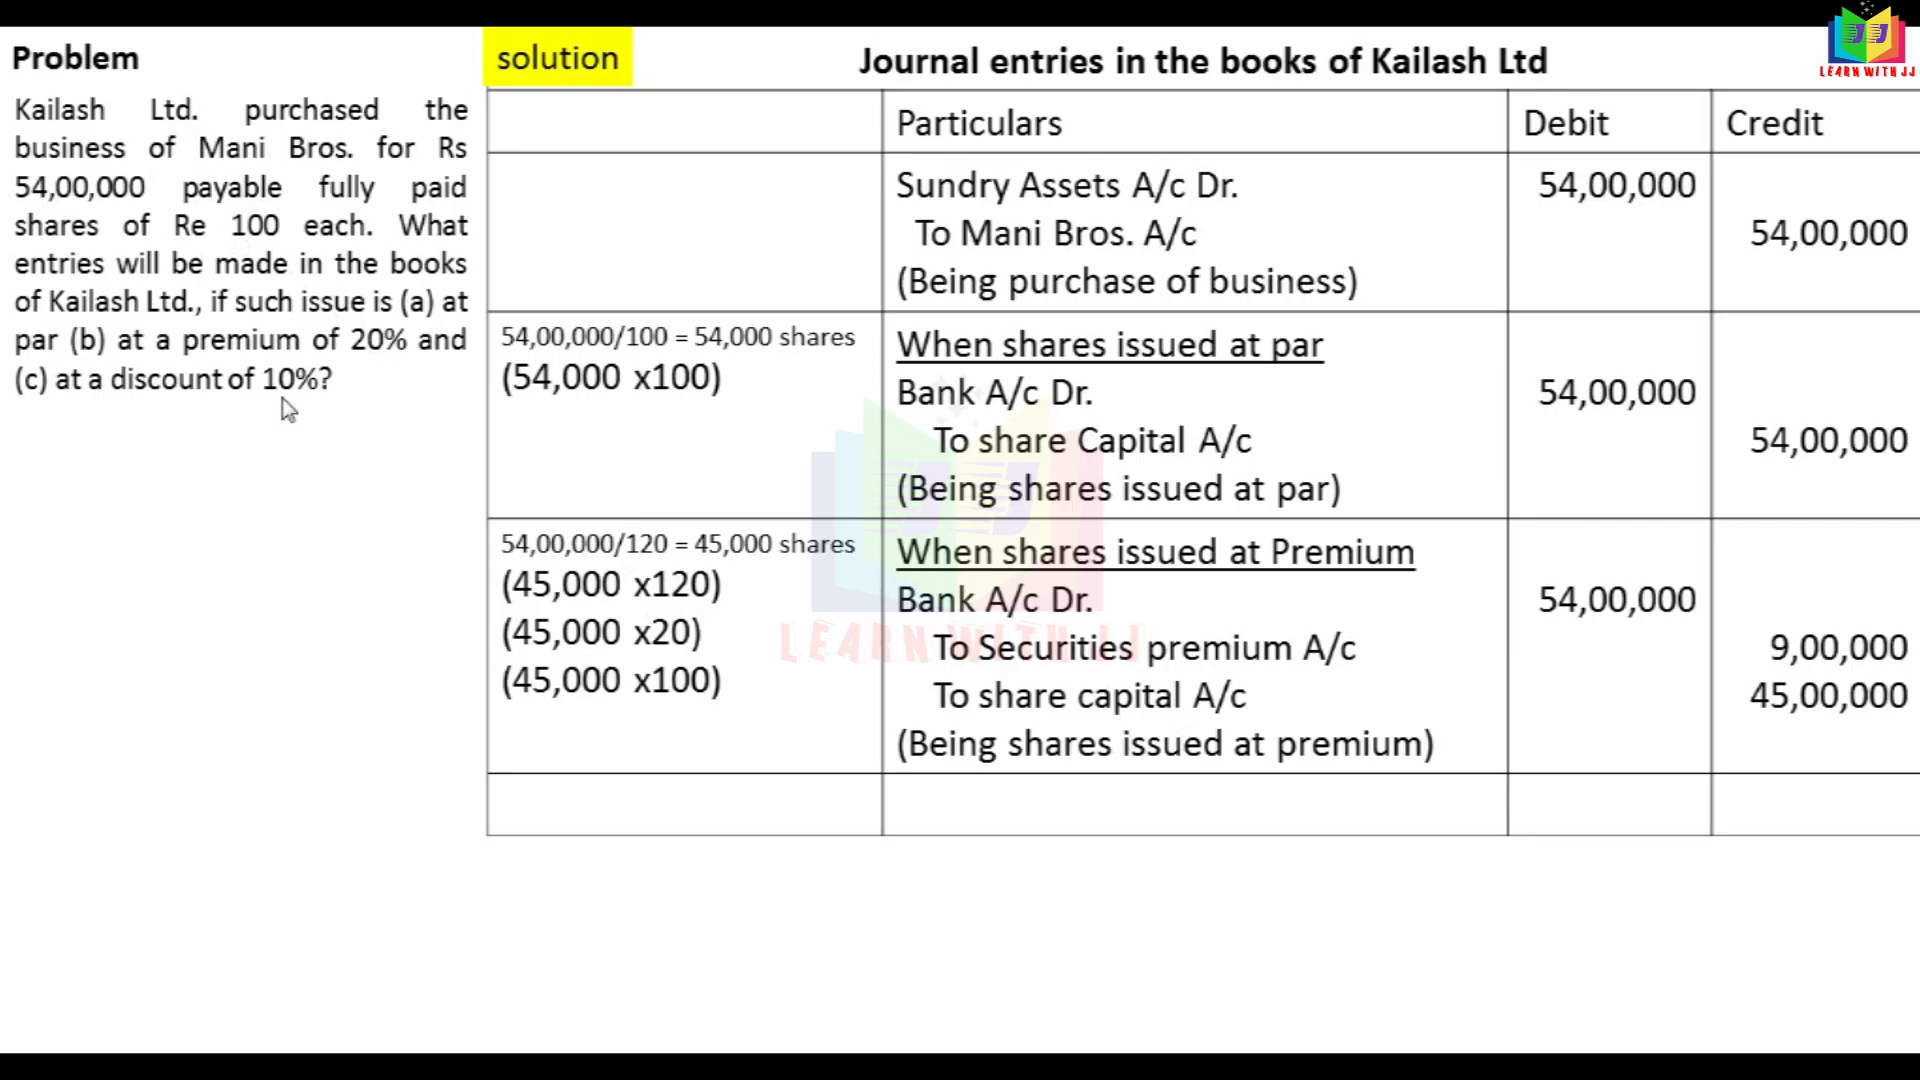 Problem
Kailash Ltd. purchased the
business of Mani Bros. for Rs
54,00,000 payable fully paid
shares of Re 100 each. What
entries will be made in the books
of Kailash Ltd., if such issue is (a) at
par (b) at a premium of 20% and
(c) at a discount of 10%?
solution
Journal entries in the books of Kailash Ltd
LEARN WITH JJ
Particulars Debit Credit
Sundry Assets A/c Dr. 54,00,000
To Mani Bros. A/c 54,00,000
(Being purchase of business)
54,00,000/100 = 54,000 shares When shares issued at par
(54,000 x100) Bank A/c Dr. 54,00,000
To share Capital A/c 54,00,000
(Being shares issued at par)
54,00,000/120 = 45,000 shares When shares issued at Premium
(45,000 x120) Bank A/c Dr. 54,00,000
(45,000 x20) To Securities premium A/c 9,00,000
(45,000 x100) To share capital A/c 45,00,000
(Being shares issued at premium)
LEARN WITH JJ